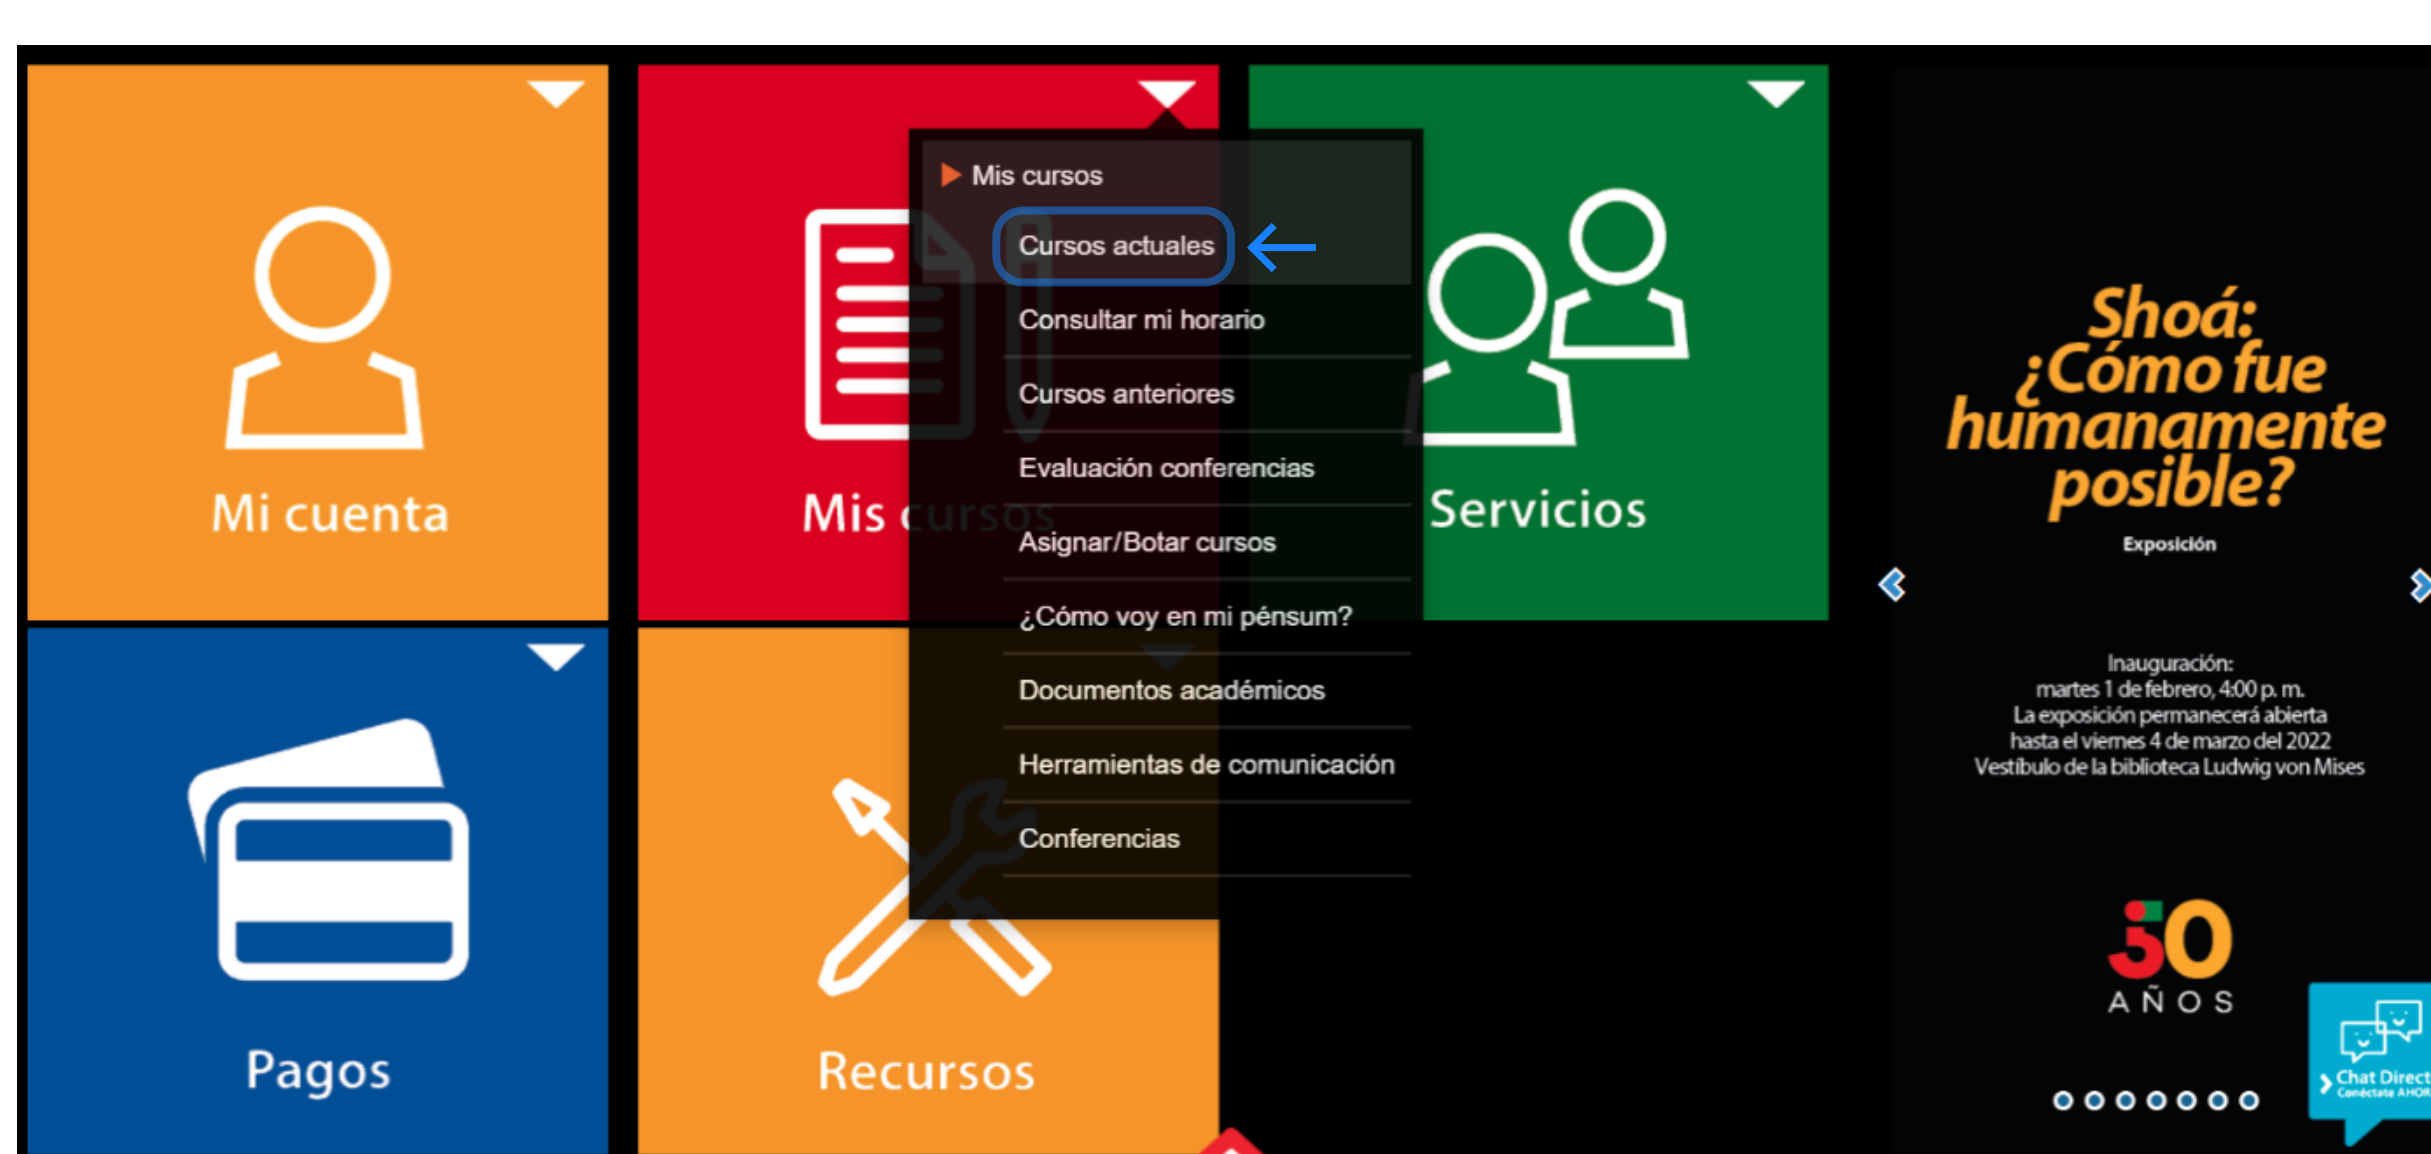 Mi cuenta
Mis cursos
Servicios
Mis cursos
Cursos actuales
Consultar mi horario
Cursos anteriores
Evaluación conferencias
Asignar/Botar cursos
¿Cómo voy en mi pénsum?
Documentos académicos
Herramientas de comunicación
Conferencias
Pagos
Recursos
Shoá:
¿Cómo fue
humanamente
posible?
Exposición
Inauguración:
martes 1 de febrero, 4:00 p. m.
La exposición permanecerá abierta
hasta el viernes 4 de marzo del 2022
Vestíbulo de la biblioteca Ludwig von Mises
50
AÑOS
Chat Direct
Conéctate AHOR